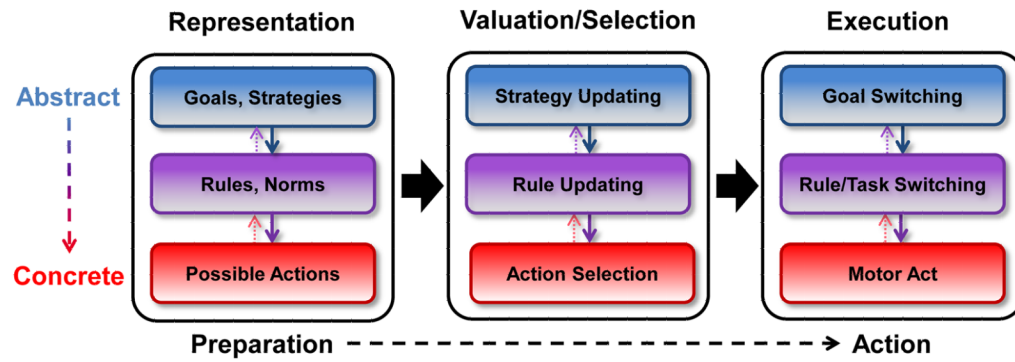 Representation
Valuation/Selection
Execution
Abstract
Concrete
Goals, Strategies
Rules, Norms
Possible Actions
Strategy Updating
Rule Updating
Action Selection
Goal Switching
Rule/Task Switching
Motor Act
Preparation
Action